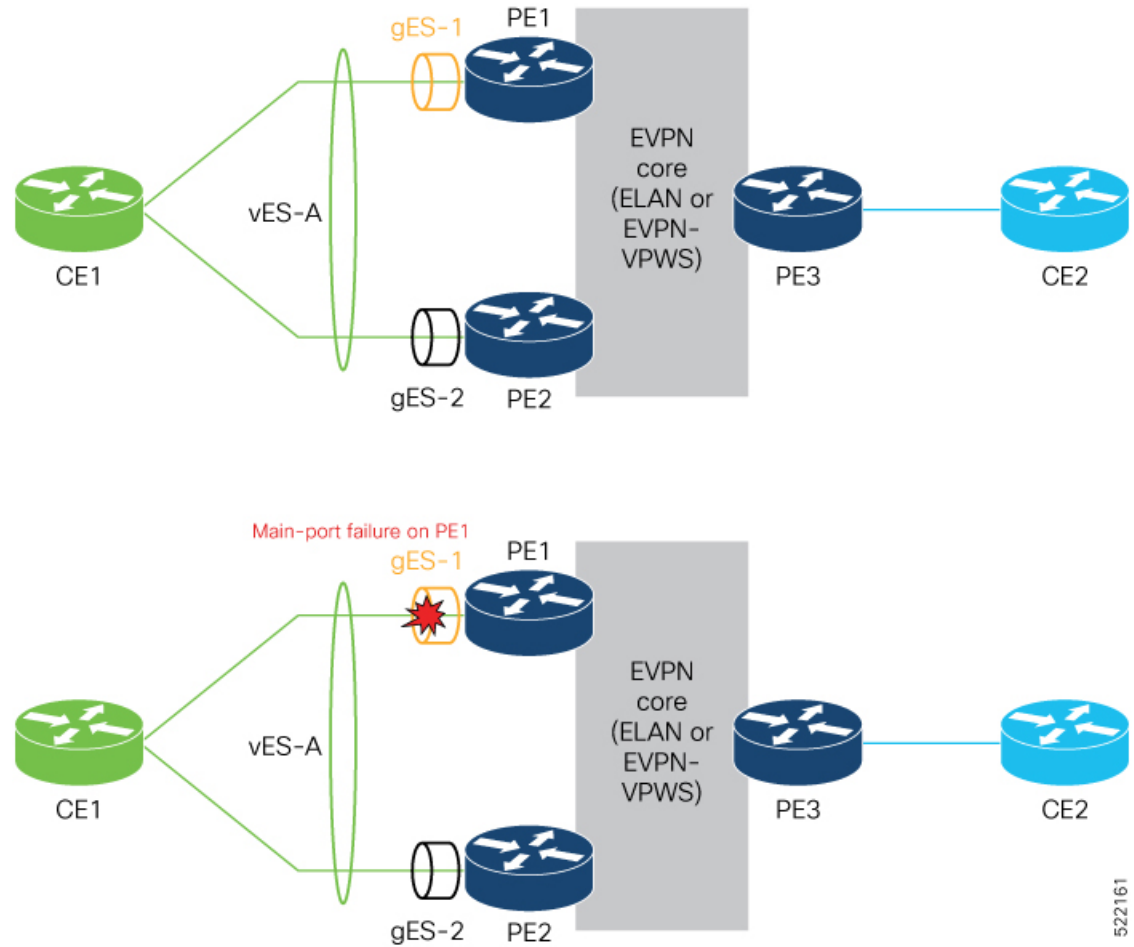 PE1
gES-1
EVPN
core
(ELAN or
EVPN-
VPWS)
vES-A
CE1
PE3
CE2
gES-2
PE2
Main-port failure on PE1
PE1
gES-1
EVPN
core
(ELAN or
EVPN-
VPWS)
vES-A
CE1
PE3
CE2
gES-2
PE2
522161